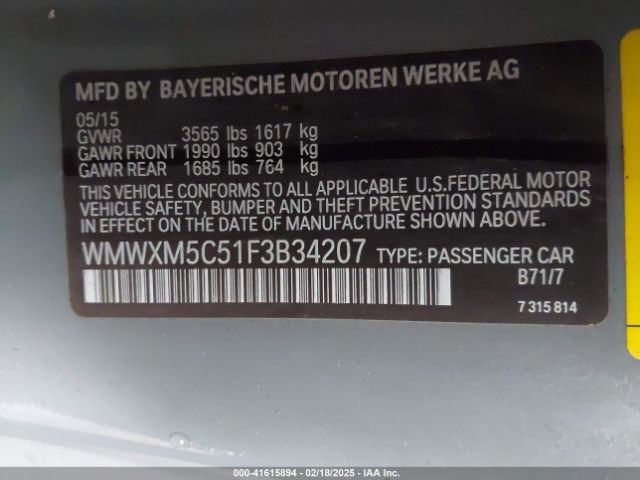 MFD BY BAYERISCHE MOTOREN WERKE AG
05/15
GVWR 3565 lbs 1617 kg
GAWR FRONT 1990 lbs 903 kg
GAWR REAR 1685 lbs 764 kg
THIS VEHICLE CONFORMS TO ALL APPLICABLE U.S.FEDERAL MOTOR
VEHICLE SAFETY, BUMPER AND THEFT PREVENTION STANDARDS
IN EFFECT ON THE DATE OF MANUFACTURE SHOWN ABOVE.
WMWXM5C51F3B34207 TYPE: PASSENGER CAR
B71/7
7 315 814
000-41615894 - 02/18/2025 - IAAI.COM